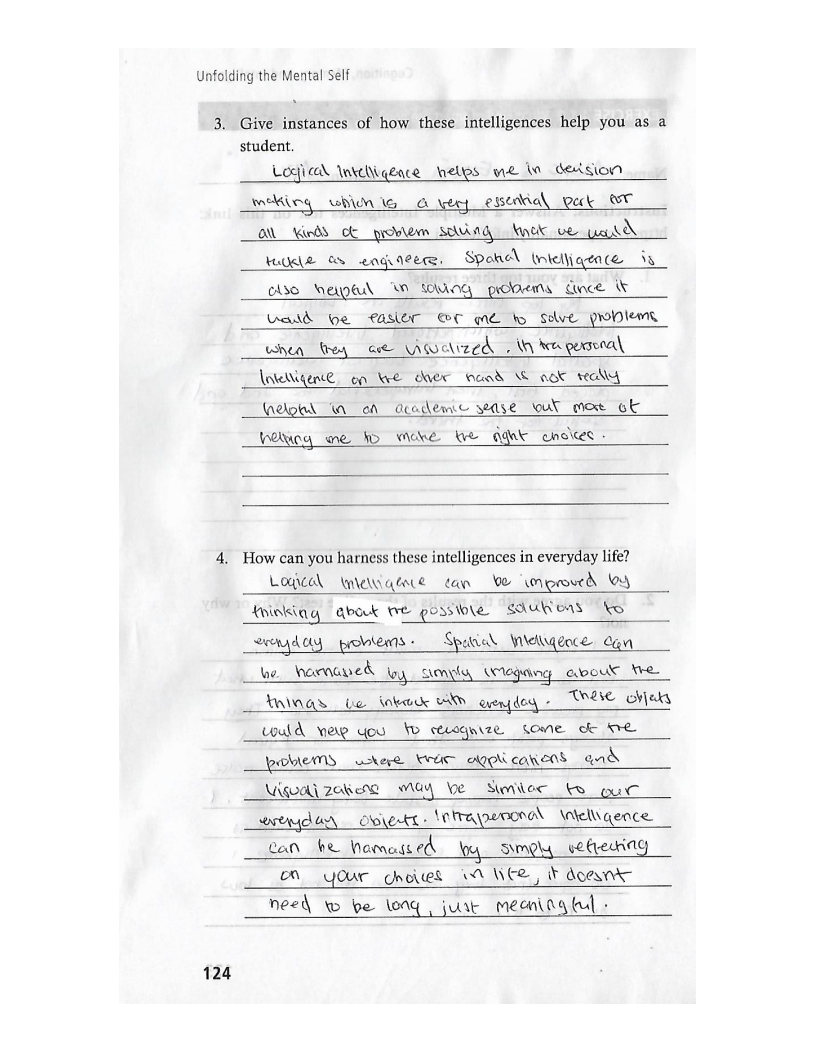 Unfolding the Mental Self
3. Give instances of how these intelligences help you as a
student.
Logical Intelligence helps me in decision
making which is a very essential part for
all kinds of problem solving that we would
tackle as engineers. Spatial Intelligence is
also helpful in solving problems since it
would be easier for me to solve problems
when they are visualized. Intrapersonal
Intelligence on the other hand is not really
helpful in an academic sense but more of
helping me to make the right choices.
4. How can you harness these intelligences in everyday life?
Logical Intelligence can be improved by
thinking about the possible solutions to
everyday problems. Spatial Intelligence can
be harnassed by simply imagining about the
things we interact with everyday. These objects
could help you to recognize some of the
problems where their applications and
Visualizations may be similar to our
everyday objects. Intrapersonal Intelligence
can be harnassed by simply reflecting
on your choices in life, it doesnt
need to be long, just meaningful.
124